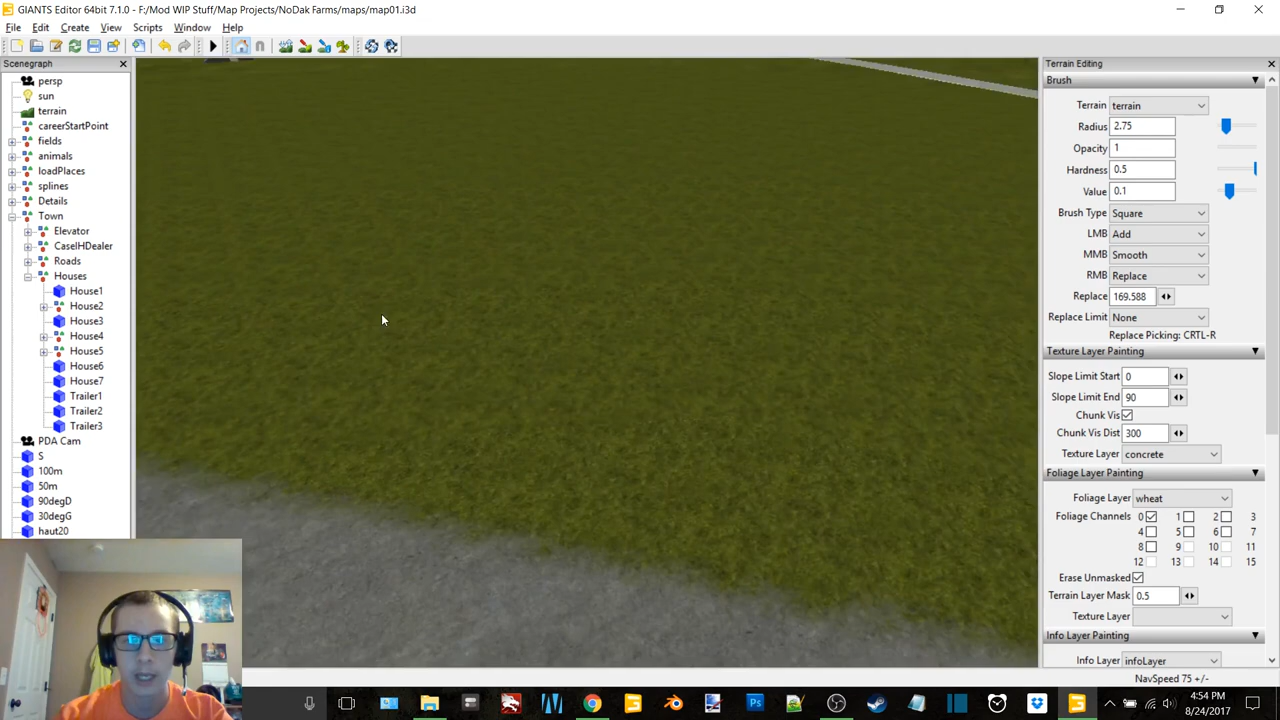 GIANTS Editor 64bit 7.1.0 - F:/Mod WIP Stuff/Map Projects/NoDak Farms/maps/map01.i3d
File Edit Create View Scripts Window Help
Scenegraph
persp
sun
terrain
careerStartPoint
fields
animals
loadPlaces
splines
Details
Town
Elevator
CaseIHDealer
Roads
Houses
House1
House2
House3
House4
House5
House6
House7
Trailer1
Trailer2
Trailer3
PDA Cam
S
100m
50m
90degD
30degG
haut20
Terrain Editing
Brush
Terrain terrain
Radius 2.75
Opacity 1
Hardness 0.5
Value 0.1
Brush Type Square
LMB Add
MMB Smooth
RMB Replace
Replace 169.588
Replace Limit None
Replace Picking: CRTL-R
Texture Layer Painting
Slope Limit Start 0
Slope Limit End 90
Chunk Vis
Chunk Vis Dist 300
Texture Layer concrete
Foliage Layer Painting
Foliage Layer wheat
Foliage Channels 0 1 2 3
4 5 6 7
8 9 10 11
12 13 14 15
Erase Unmasked
Terrain Layer Mask 0.5
Texture Layer
Info Layer Painting
Info Layer infoLayer
NavSpeed 75 +/-
4:54 PM
8/24/2017